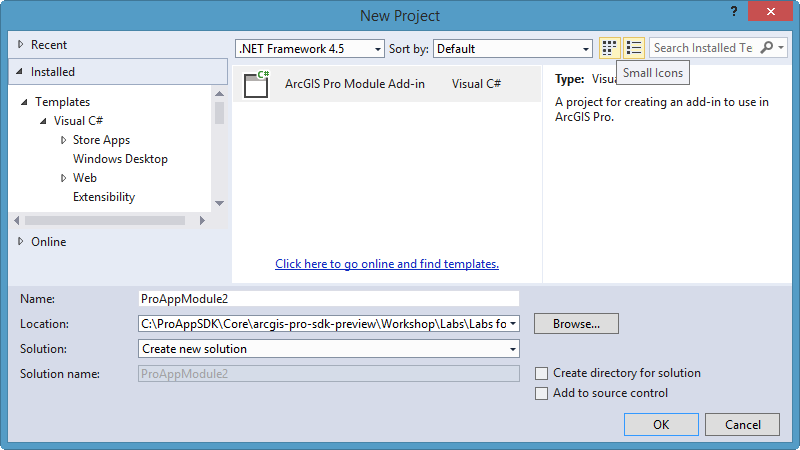 New Project
?
Recent
Installed
Templates
Visual C#
Store Apps
Windows Desktop
Web
Extensibility
Online
.NET Framework 4.5
Sort by:
Default
Search Installed Te
Small Icons
C#
ArcGIS Pro Module Add-in
Visual C#
Click here to go online and find templates.
Type: Visua
A project for creating an add-in to use in
ArcGIS Pro.
Name:
ProAppModule2
Location:
C:\ProAppSDK\Core\arcgis-pro-sdk-preview\Workshop\Labs\Labs fo
Browse...
Solution:
Create new solution
Solution name:
ProAppModule2
Create directory for solution
Add to source control
OK
Cancel